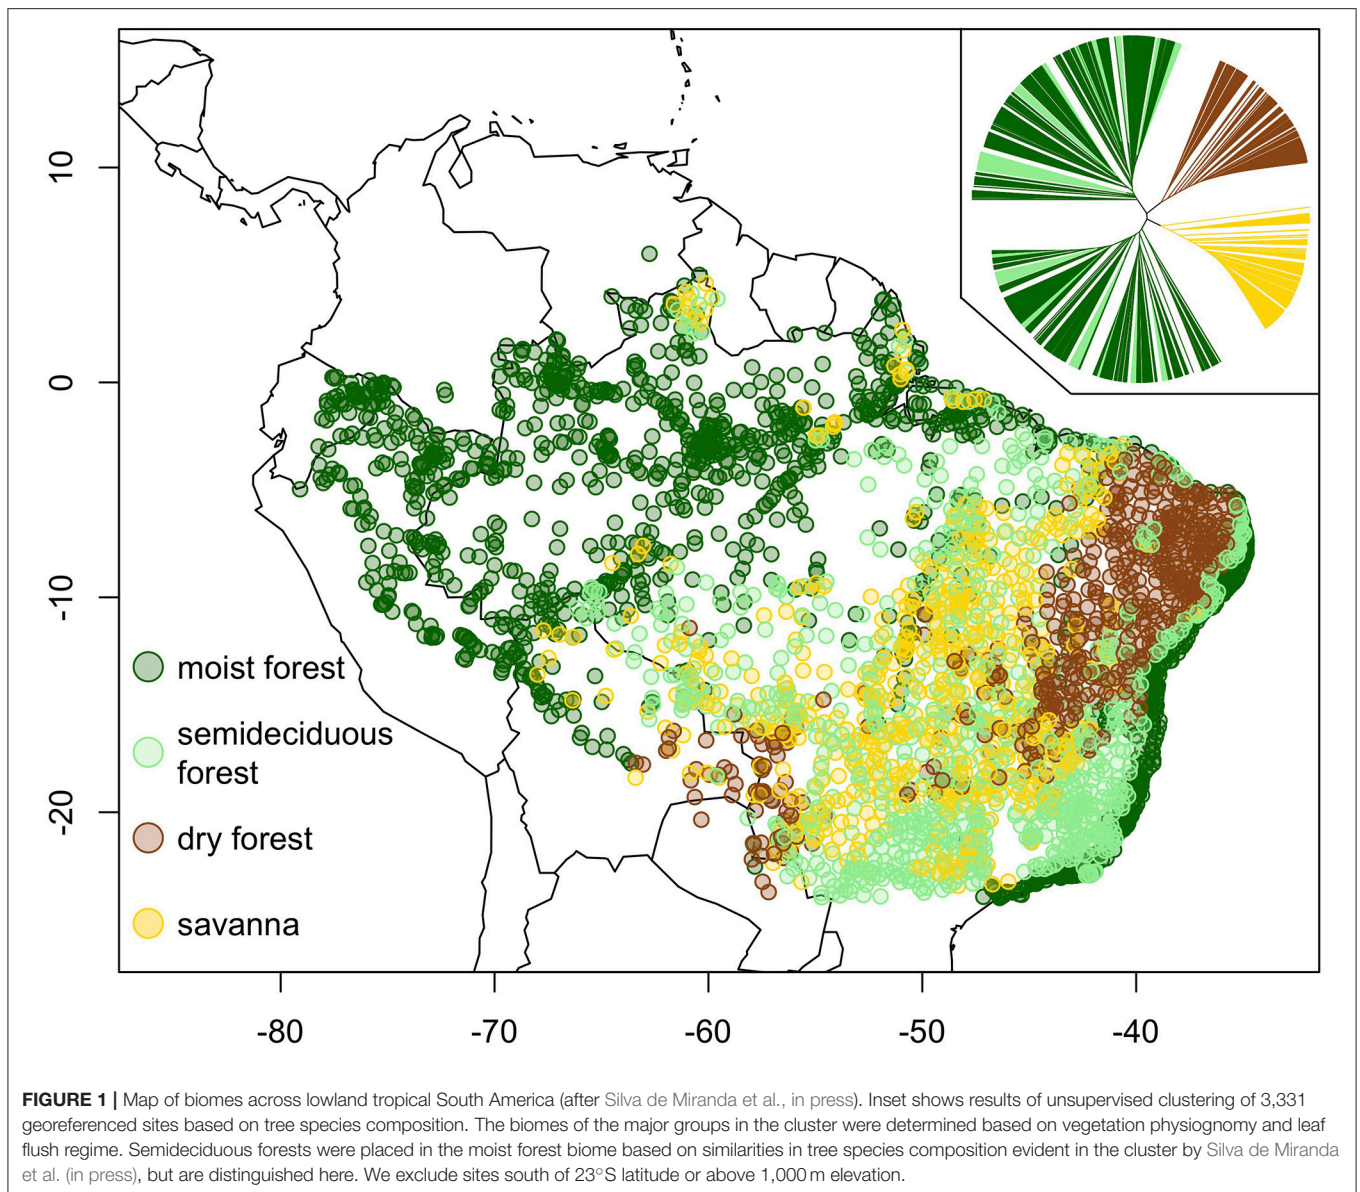 10
0
-10
-20
moist forest
semideciduous
forest
dry forest
savanna
-80
-70
-60
-50
-40
FIGURE 1 | Map of biomes across lowland tropical South America (after Silva de Miranda et al., in press). Inset shows results of unsupervised clustering of 3,331
georeferenced sites based on tree species composition. The biomes of the major groups in the cluster were determined based on vegetation physiognomy and leaf
flush regime. Semideciduous forests were placed in the moist forest biome based on similarities in tree species composition evident in the cluster by Silva de Miranda
et al. (in press), but are distinguished here. We exclude sites south of 23°S latitude or above 1,000 m elevation.